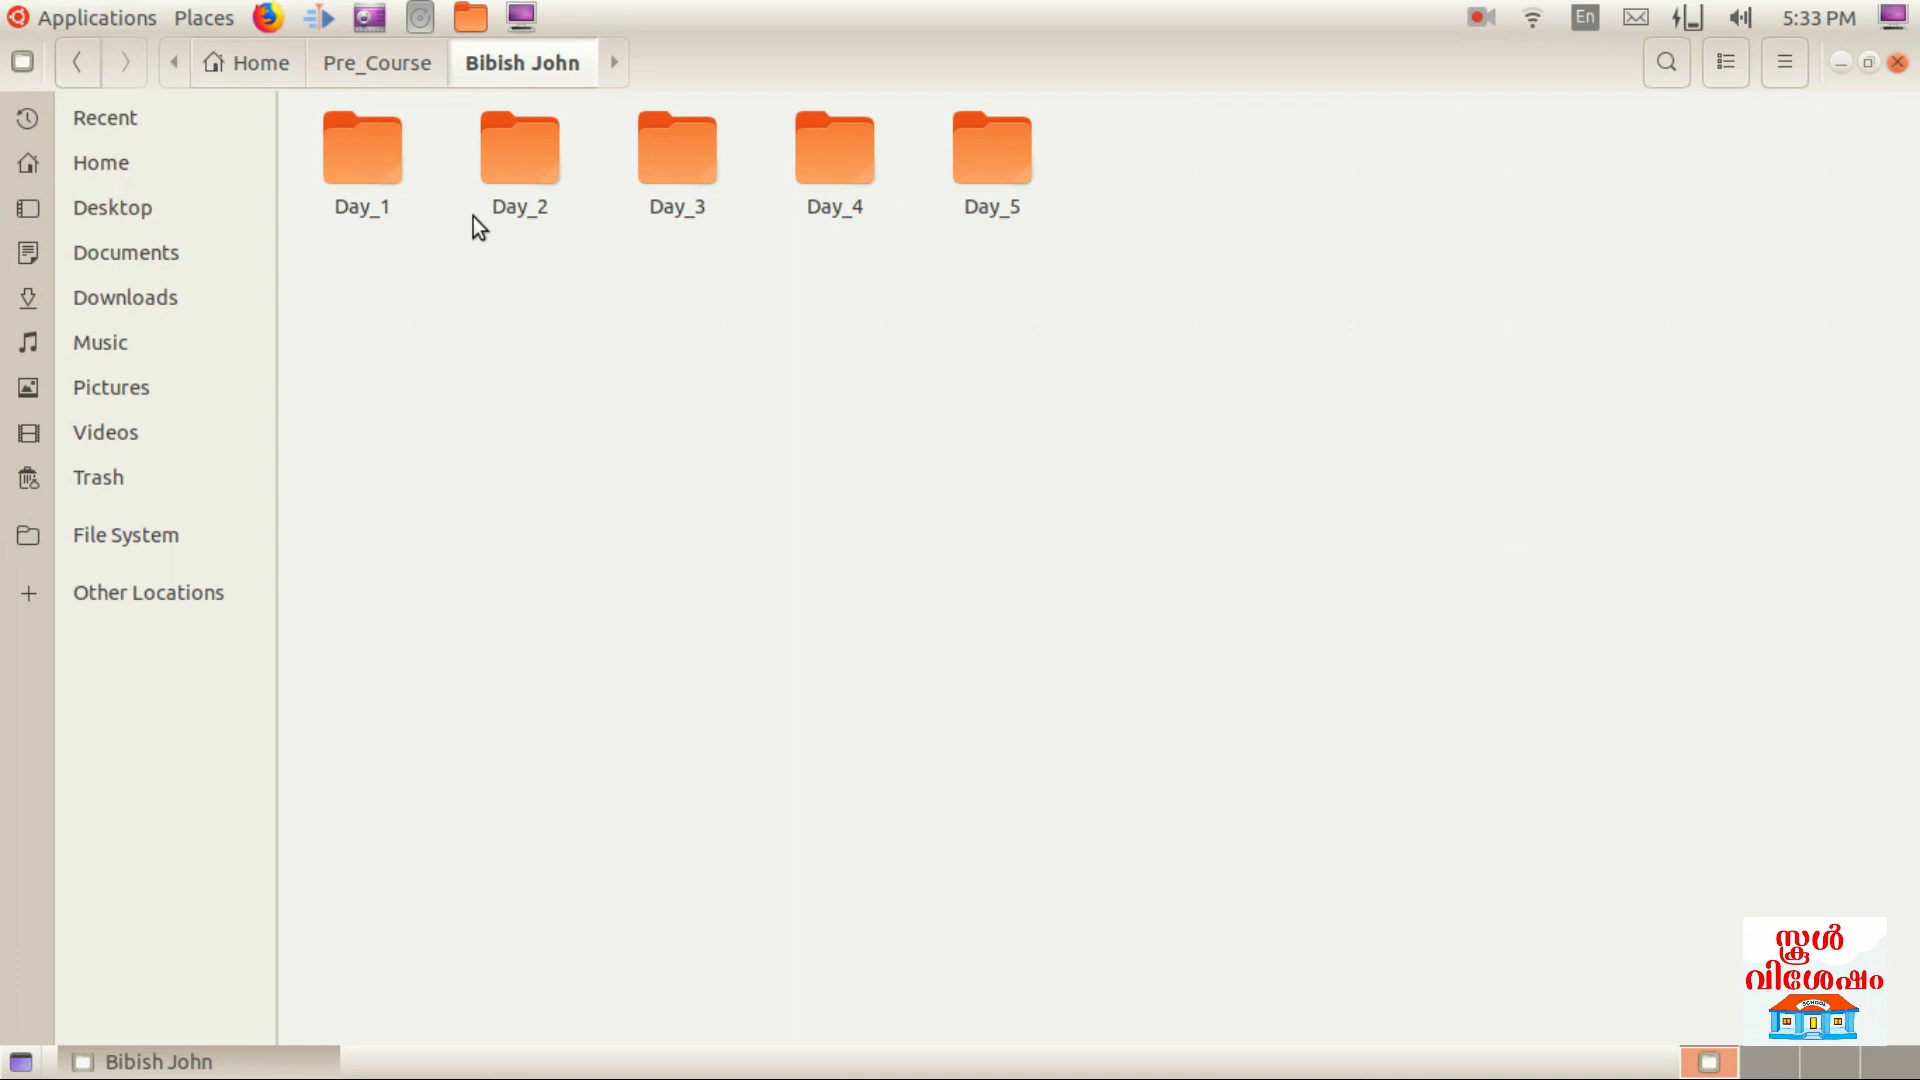 Applications Places En 5:33 PM
Home Pre_Course Bibish John
Recent
Home
Desktop
Documents
Downloads
Music
Pictures
Videos
Trash
File System
Other Locations
Day_1 Day_2 Day_3 Day_4 Day_5
സ്കൂൾ
വിശേഷം
SCHOOL
Bibish John